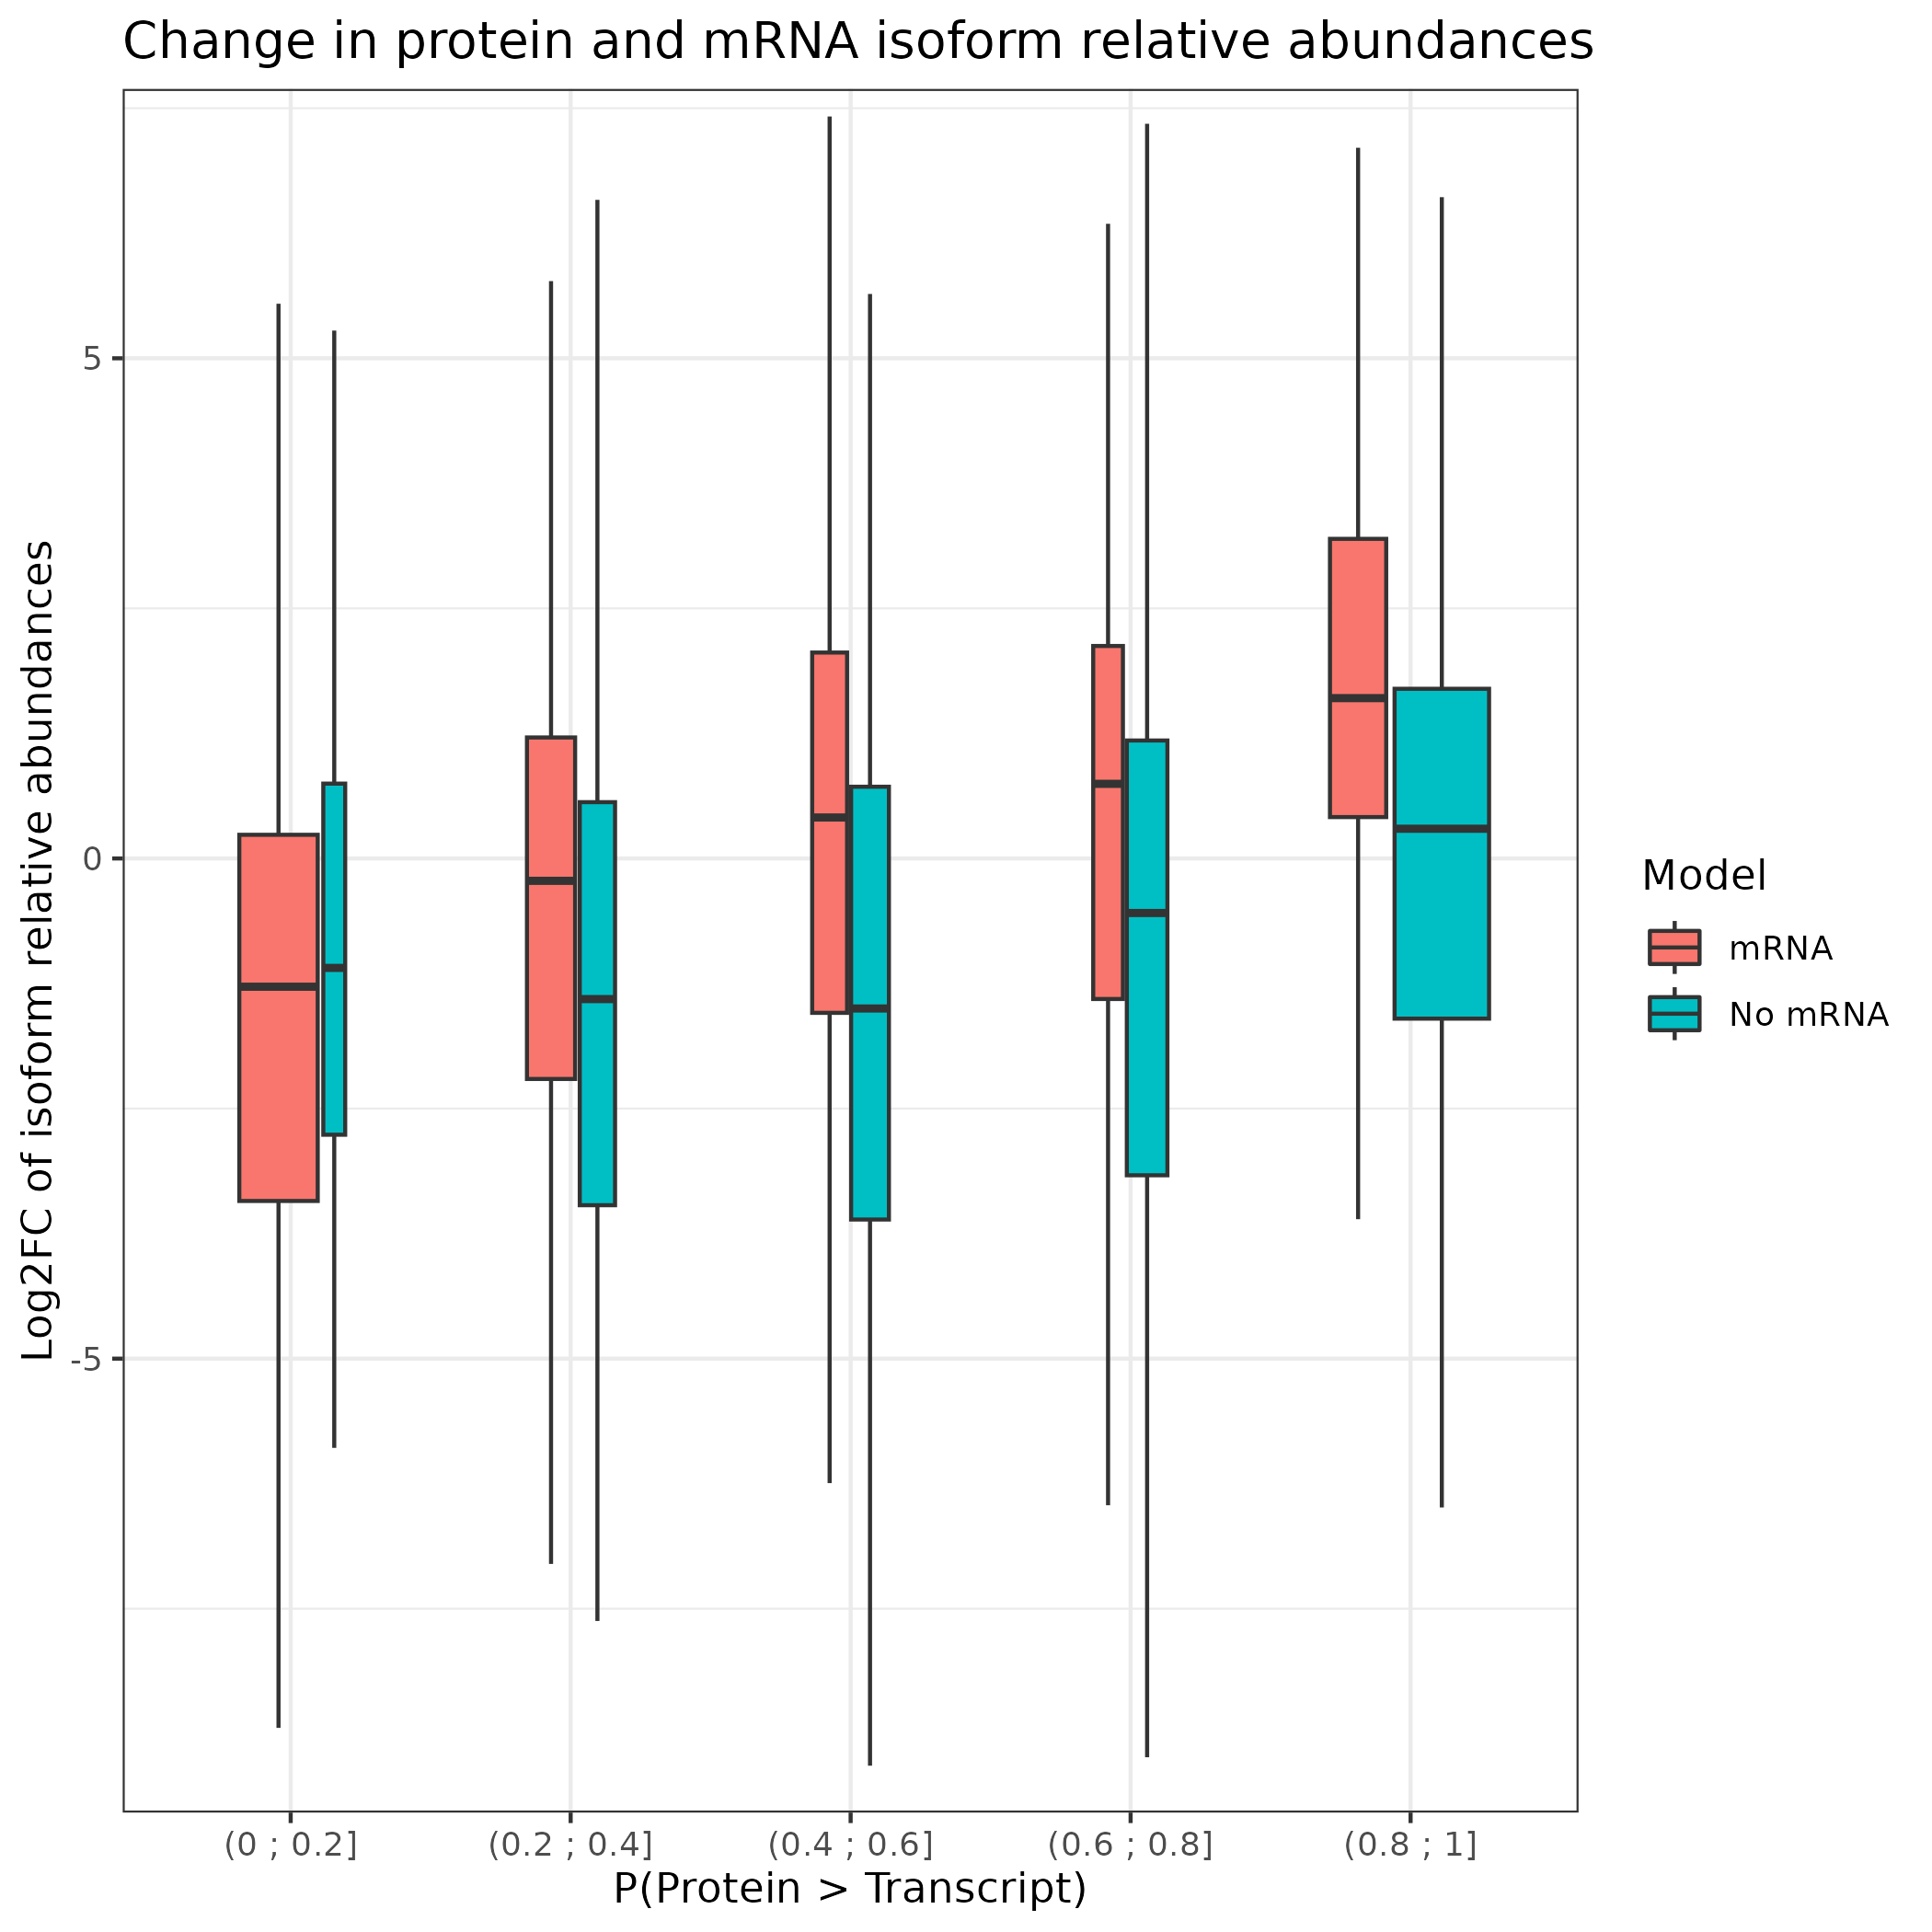 Change in protein and mRNA isoform relative abundances
Log2FC of isoform relative abundances
5
0
-5
(0 ; 0.2]
(0.2 ; 0.4]
(0.4 ; 0.6]
(0.6 ; 0.8]
(0.8 ; 1]
P(Protein > Transcript)
Model
mRNA
No mRNA